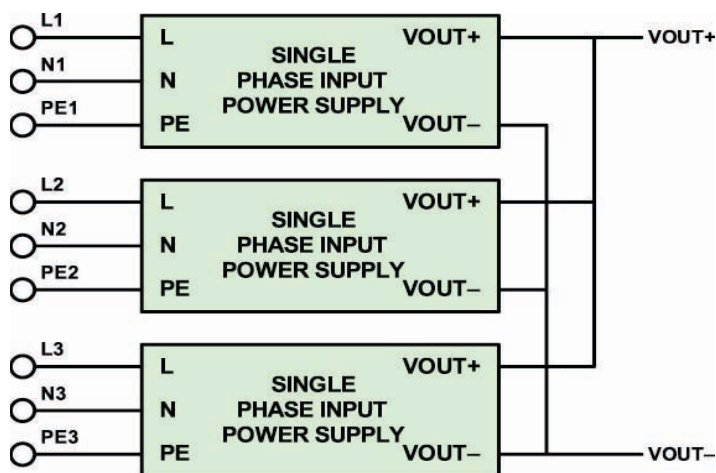 L1
L
VOUT+
VOUT+
N1
N
SINGLE
PHASE INPUT
POWER SUPPLY
PE1
PE
VOUT–
L2
L
VOUT+
N2
N
SINGLE
PHASE INPUT
POWER SUPPLY
PE2
PE
VOUT–
L3
L
VOUT+
N3
N
SINGLE
PHASE INPUT
POWER SUPPLY
PE3
PE
VOUT–
VOUT–